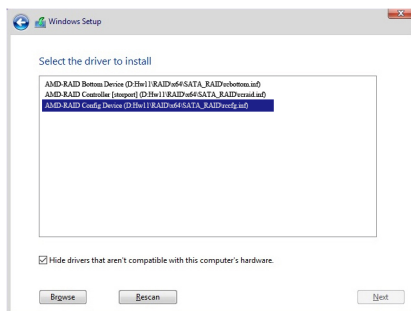 Windows Setup
Select the driver to install
AMD-RAID Bottom Device (D:Hw11\RAID\x64\SATA_RAID\rcbottom.inf)
AMD-RAID Controller [storport] (D:Hw11\RAID\x64\SATA_RAID\rcraid.inf)
AMD-RAID Config Device (D:Hw11\RAID\x64\SATA_RAID\rccfg.inf)
Hide drivers that aren't compatible with this computer's hardware.
Browse
Rescan
Next